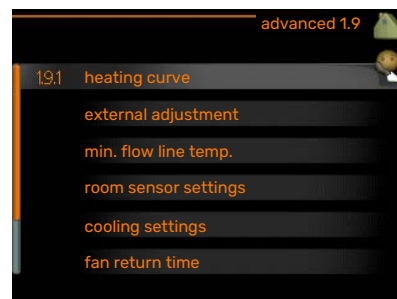 advanced 1.9
1.9.1 heating curve
external adjustment
min. flow line temp.
room sensor settings
cooling settings
fan return time